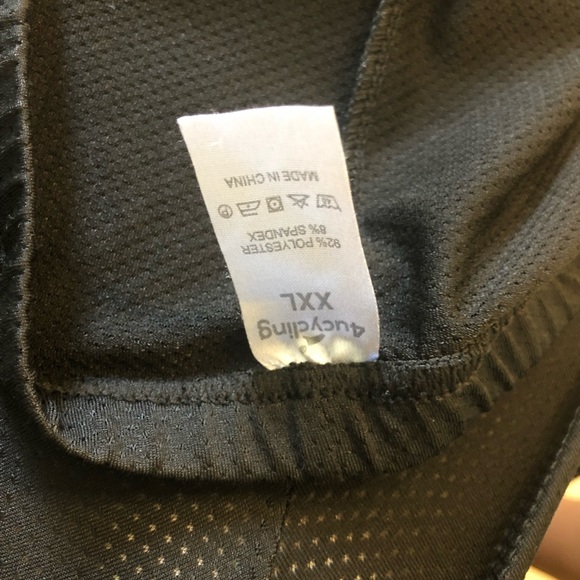 4ucycling
XXL
92% POLYESTER
8% SPANDEX
MADE IN CHINA